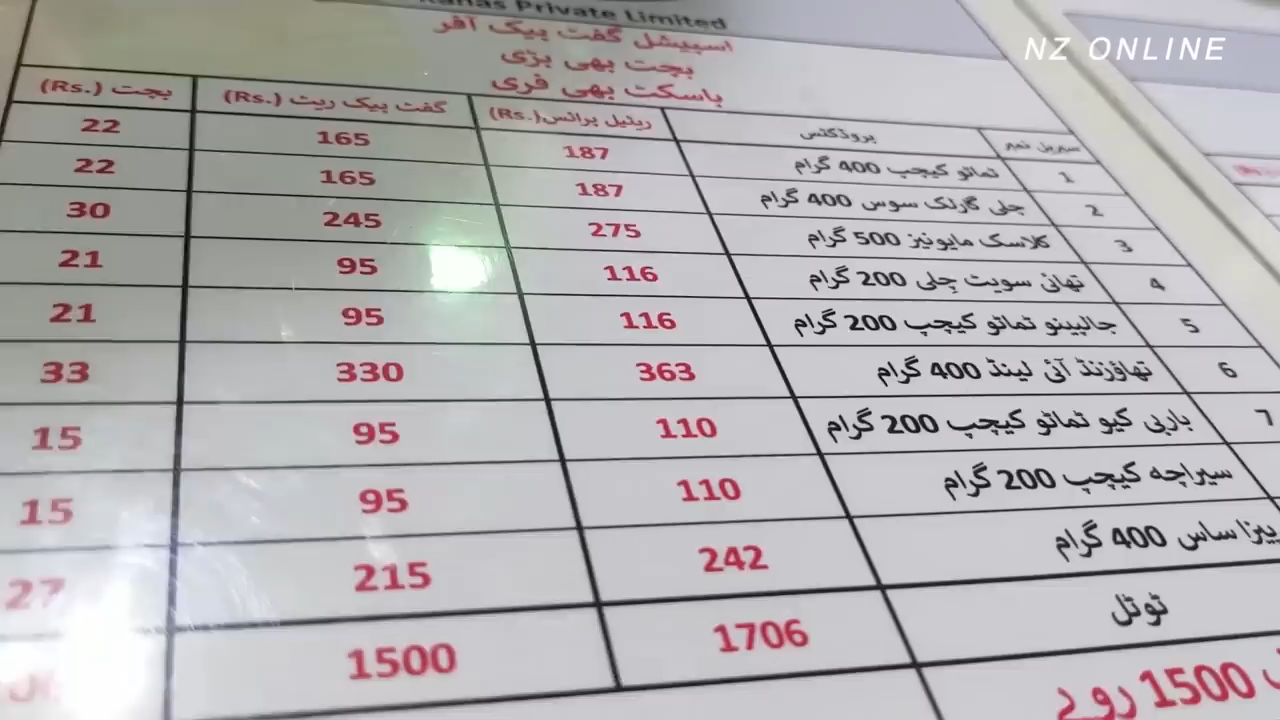 Private Limited
NZ ONLINE
اسپیشل گفٹ پیک آفر
بچت بھی بڑی
باسکٹ بھی فری
سیریل نمبر پروڈکٹس ریٹیل پرائس(Rs.) گفٹ پیک ریٹ (Rs.) بچت (Rs.)
1 ٹماٹو کیچپ 400 گرام 187 165 22
2 چلی گارلک سوس 400 گرام 187 165 22
3 کلاسک مایونیز 500 گرام 275 245 30
4 تھائی سویٹ چلی 200 گرام 116 95 21
5 جالپینو ٹماٹو کیچپ 200 گرام 116 95 21
6 تھاؤزنڈ آئی لینڈ 400 گرام 363 330 33
7 باربی کیو ٹماٹو کیچپ 200 گرام 110 95 15
سیراچہ کیچپ 200 گرام 110 95 15
پیزا ساس 400 گرام 242 215 27
ٹوٹل 1706 1500
1500 روپے